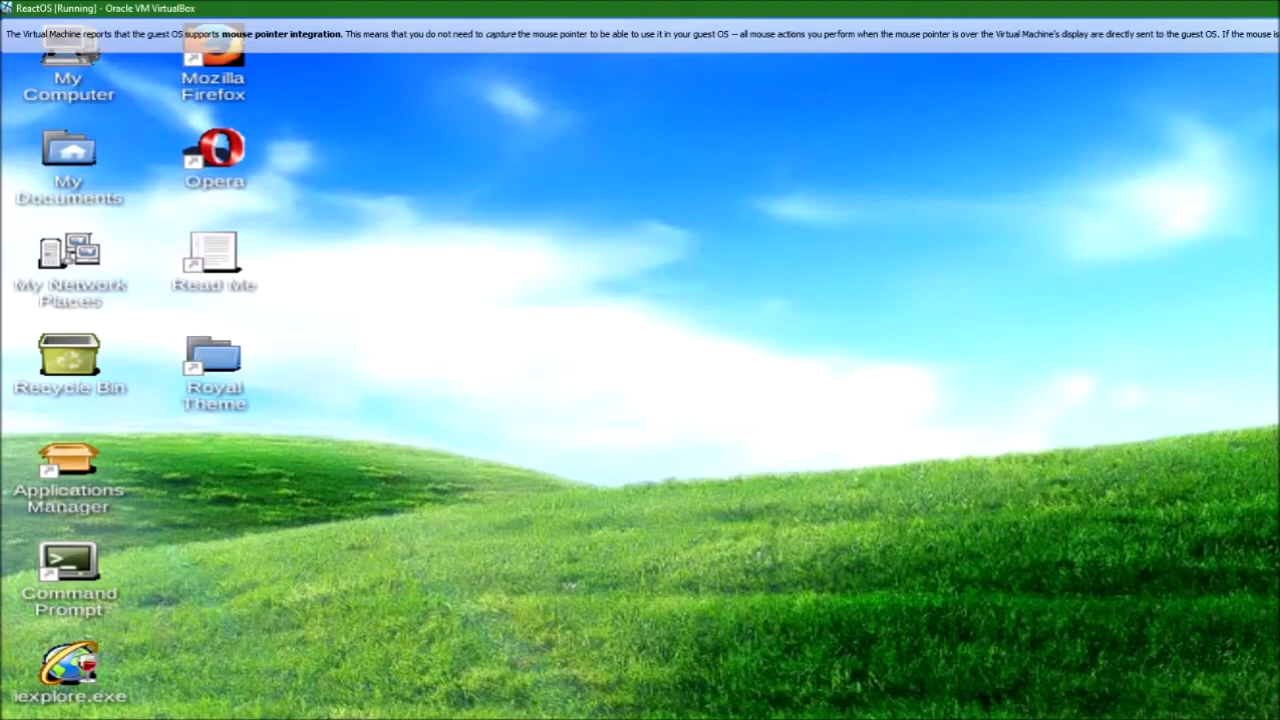 ReactOS [Running] - Oracle VM VirtualBox
The Virtual Machine reports that the guest OS supports mouse pointer integration. This means that you do not need to capture the mouse pointer to be able to use it in your guest OS -- all mouse actions you perform when the mouse pointer is over the Virtual Machine's display are directly sent to the guest OS. If the mouse is
My
Computer
Mozilla
Firefox
My
Documents
Opera
My Network
Places
Read Me
Recycle Bin
Royal
Theme
Applications
Manager
Command
Prompt
iexplore.exe